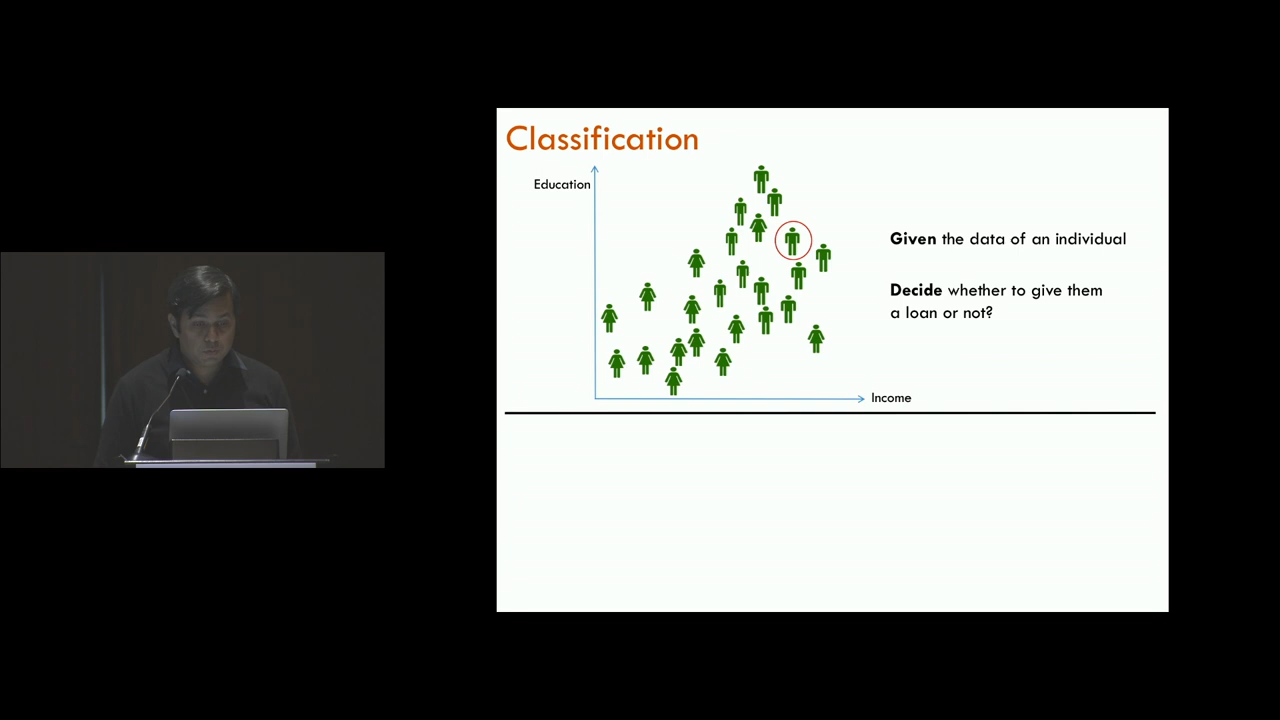 Classification
Education
Given the data of an individual
Decide whether to give them
a loan or not?
Income